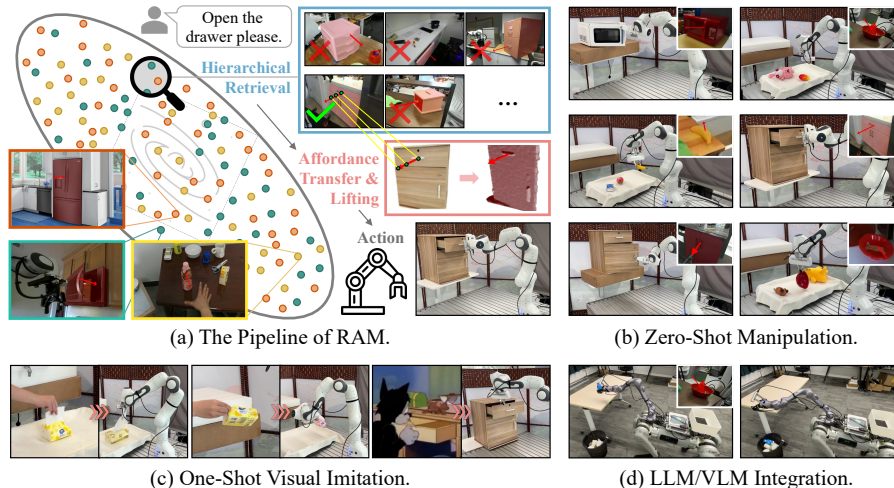 Open the
drawer please.
Hierarchical
Retrieval
...
Affordance
Transfer &
Lifting
Action
(a) The Pipeline of RAM.
(b) Zero-Shot Manipulation.
(c) One-Shot Visual Imitation.
(d) LLM/VLM Integration.